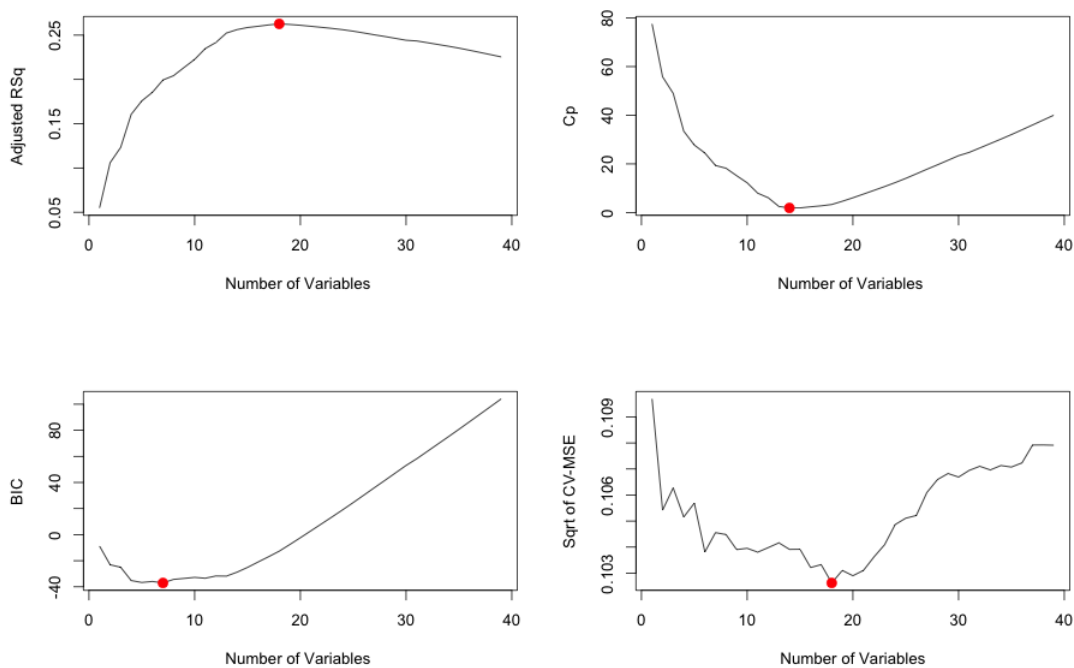 Adjusted RSq
0.05 0.15 0.25
0 10 20 30 40
Number of Variables
Cp
0 20 40 60 80
0 10 20 30 40
Number of Variables
BIC
-40 0 40 80
0 10 20 30 40
Number of Variables
Sqrt of CV-MSE
0.103 0.106 0.109
0 10 20 30 40
Number of Variables